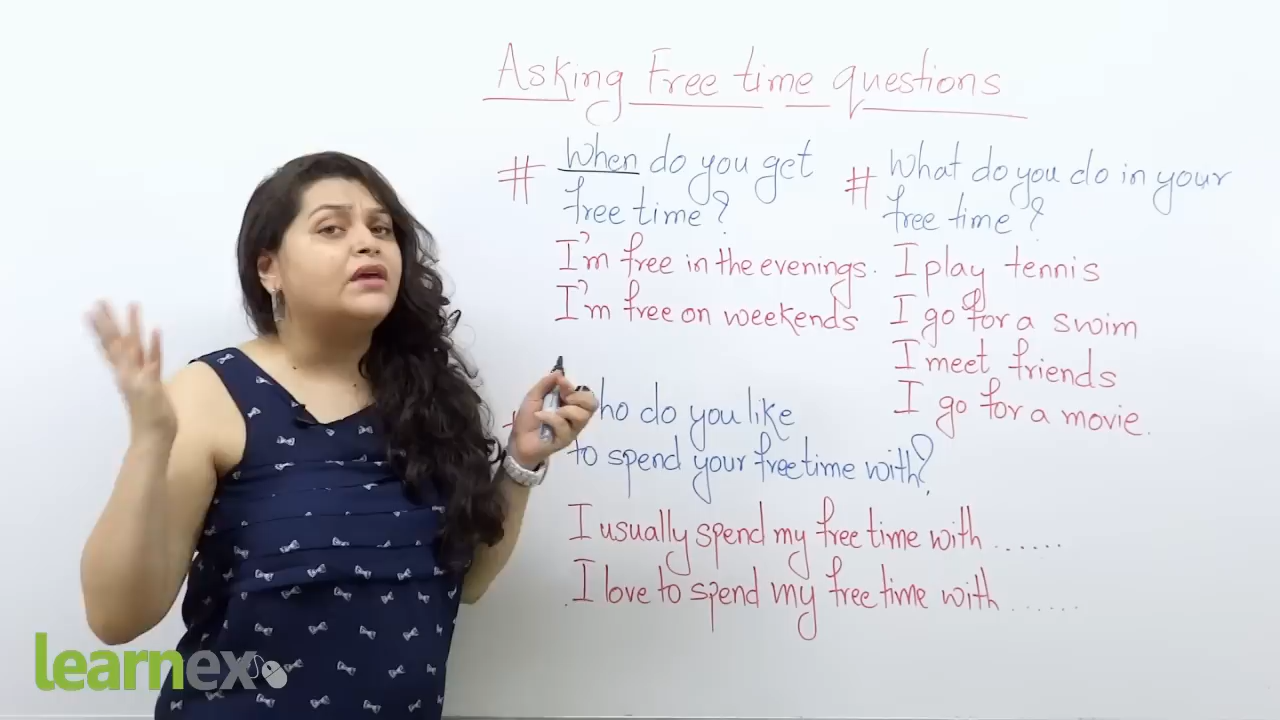 Asking Free time questions
# When do you get
free time?
I'm free in the evenings.
I'm free on weekends
# What do you do in your
free time?
I play tennis
I go for a swim
I meet friends
I go for a movie.
ho do you like
to spend your free time with?
I usually spend my free time with ......
I love to spend my free time with ......
learnex